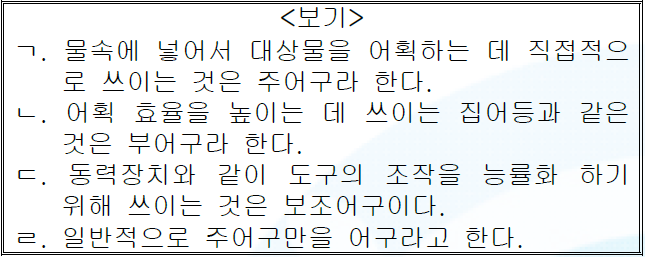 <보기>
ㄱ. 물속에 넣어서 대상물을 어획하는 데 직접적으
로 쓰이는 것은 주어구라 한다.
ㄴ. 어획 효율을 높이는 데 쓰이는 집어등과 같은
것은 부어구라 한다.
ㄷ. 동력장치와 같이 도구의 조작을 능률화 하기
위해 쓰이는 것은 보조어구이다.
ㄹ. 일반적으로 주어구만을 어구라고 한다.